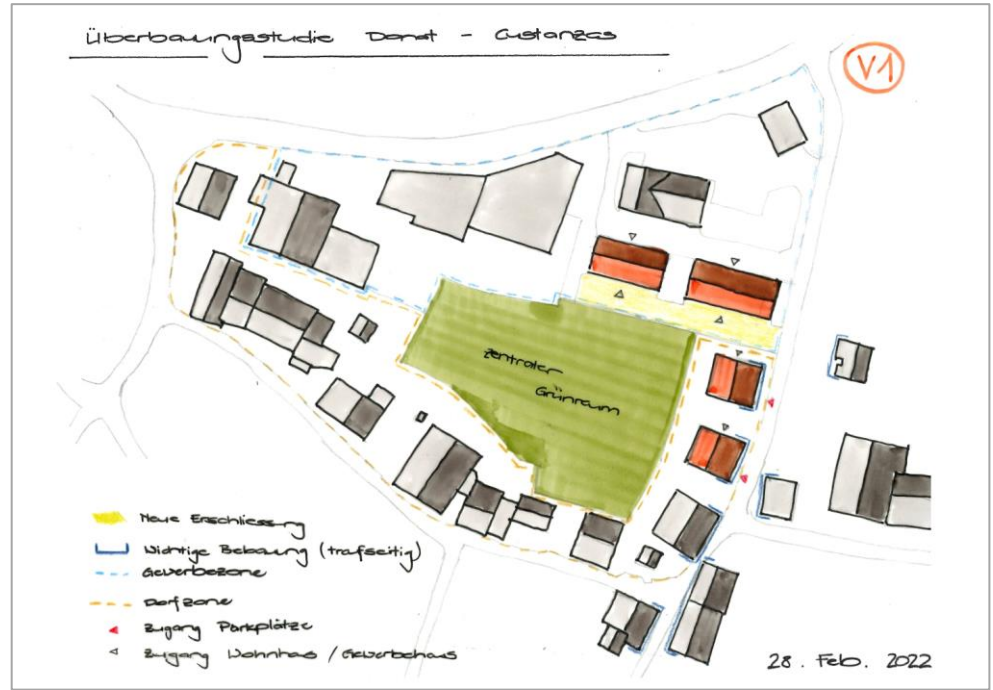 Überbauungsstudie Donat - Custanzas
V1
zentraler
Grünraum
Neue Erschliessung
Wichtige Bebauung (trafseitig)
Gewerbezone
Dorfzone
Zugang Parkplätze
Zugang Wohnhaus / Gewerbehaus
28. Feb. 2022